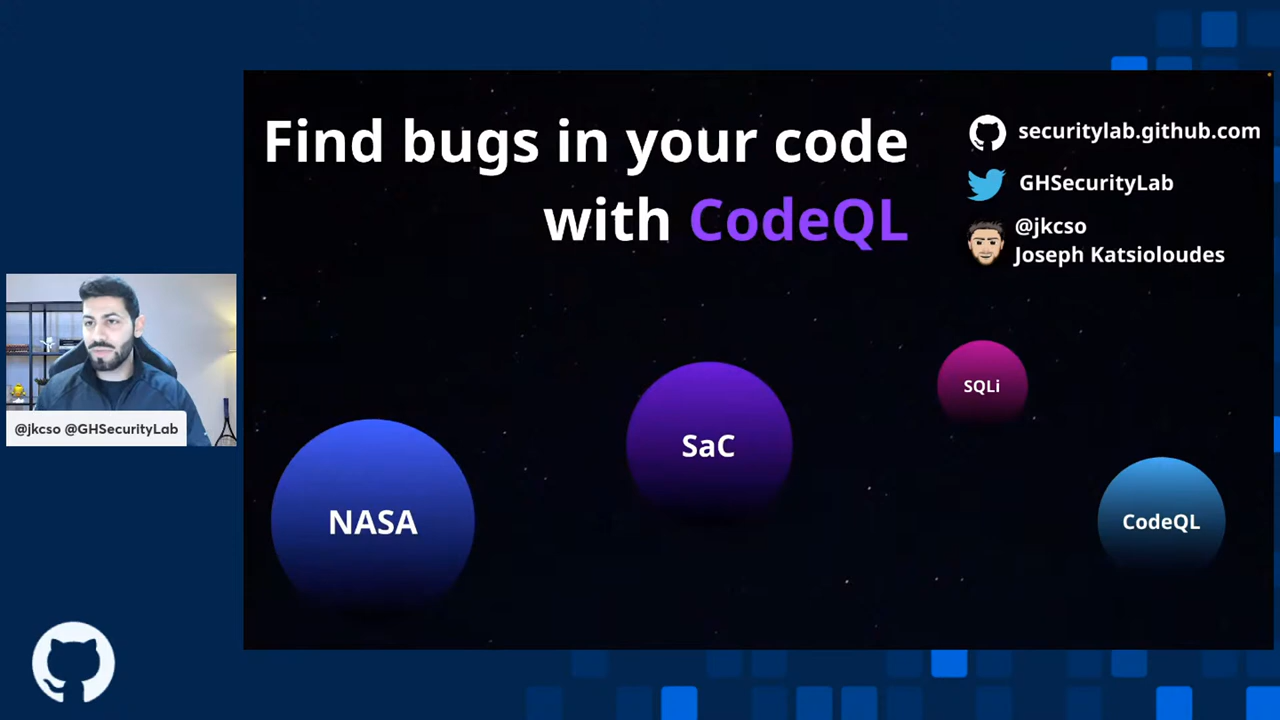 Find bugs in your code
with CodeQL
securitylab.github.com
GHSecurityLab
@jkcso
Joseph Katsioloudes
SQLi
SaC
NASA
CodeQL
@jkcso @GHSecurityLab